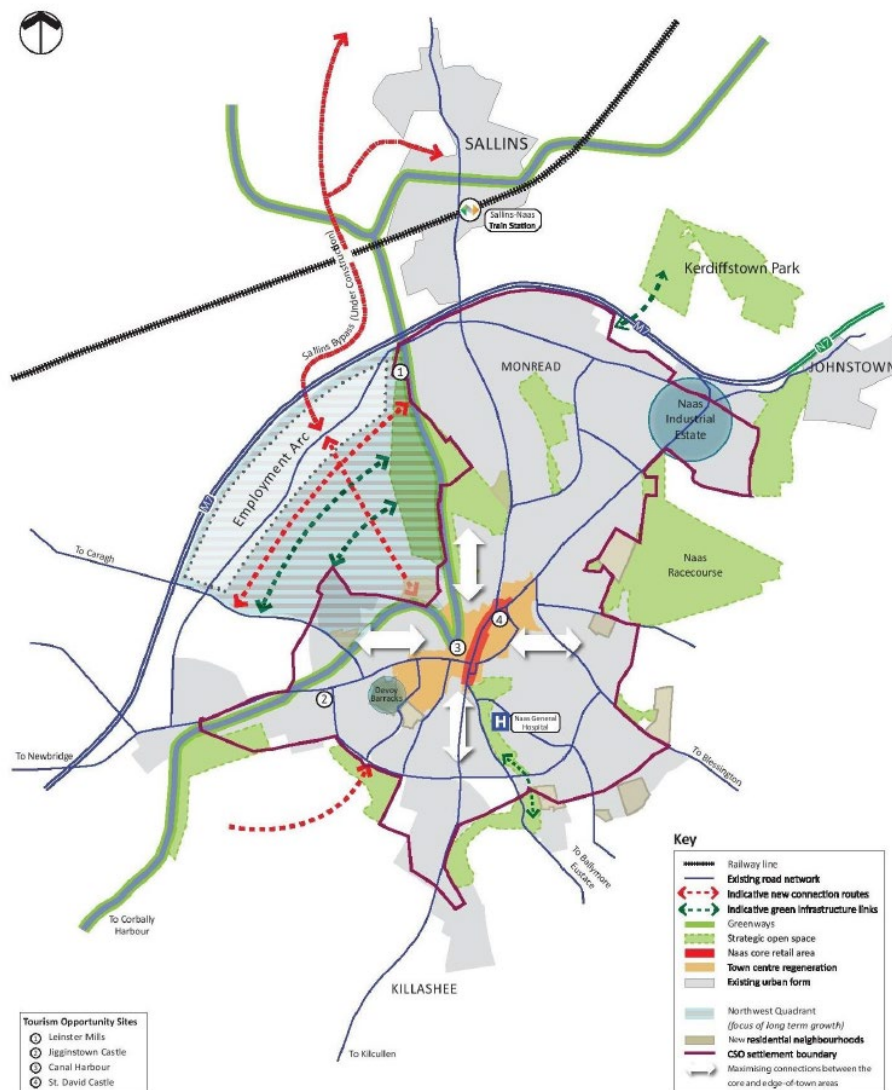 SALLINS
Sallins-Naas
Train Station
Kerdiffstown Park
Sallins Bypass (Under Construction)
M7
N7
JOHNSTOWN
MONREAD
1
Naas
Industrial
Estate
Employment Arc
M7
To Caragh
Naas
Racecourse
4
3
2
Devoy
Barracks
H
Naas General
Hospital
To Newbridge
To Blessington
To Ballymore
Eustace
To Corbally
Harbour
KILLASHEE
To Kilcullen
Tourism Opportunity Sites
1 Leinster Mills
2 Jigginstown Castle
3 Canal Harbour
4 St. David Castle
Key
Railway line
Existing road network
Indicative new connection routes
Indicative green infrastructure links
Greenways
Strategic open space
Naas core retail area
Town centre regeneration
Existing urban form
Northwest Quadrant
(focus of long term growth)
New residential neighbourhoods
CSO settlement boundary
Maximising connections between the
core and edge-of-town areas